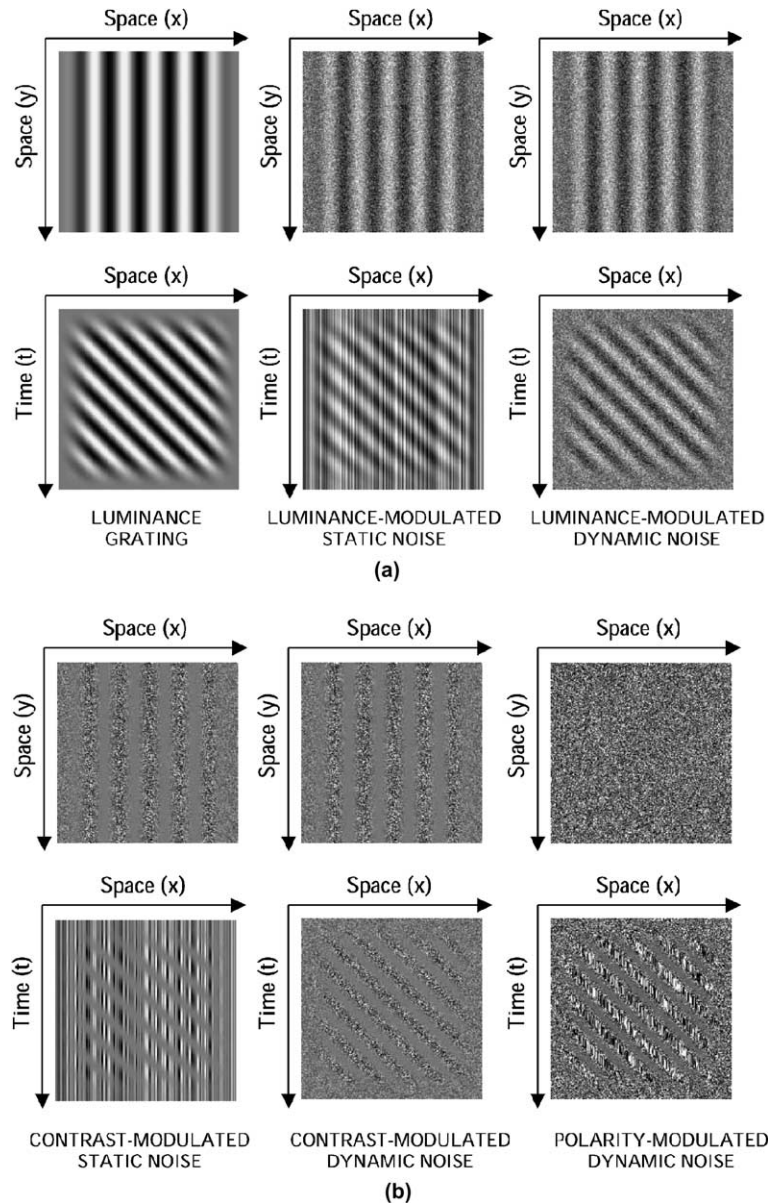 Space (x) Space (x) Space (x)
Space (y) Space (y) Space (y)
Space (x) Space (x) Space (x)
Time (t) Time (t) Time (t)
LUMINANCE GRATING
LUMINANCE-MODULATED STATIC NOISE
LUMINANCE-MODULATED DYNAMIC NOISE
(a)
Space (x) Space (x) Space (x)
Space (y) Space (y) Space (y)
Space (x) Space (x) Space (x)
Time (t) Time (t) Time (t)
CONTRAST-MODULATED STATIC NOISE
CONTRAST-MODULATED DYNAMIC NOISE
POLARITY-MODULATED DYNAMIC NOISE
(b)